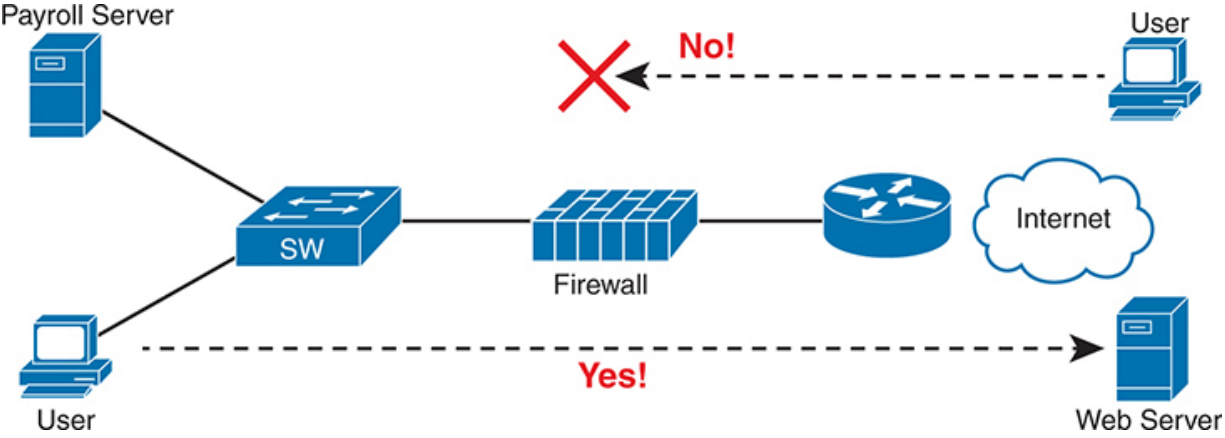 Payroll Server
User
No!
SW
Internet
Firewall
Yes!
User
Web Server